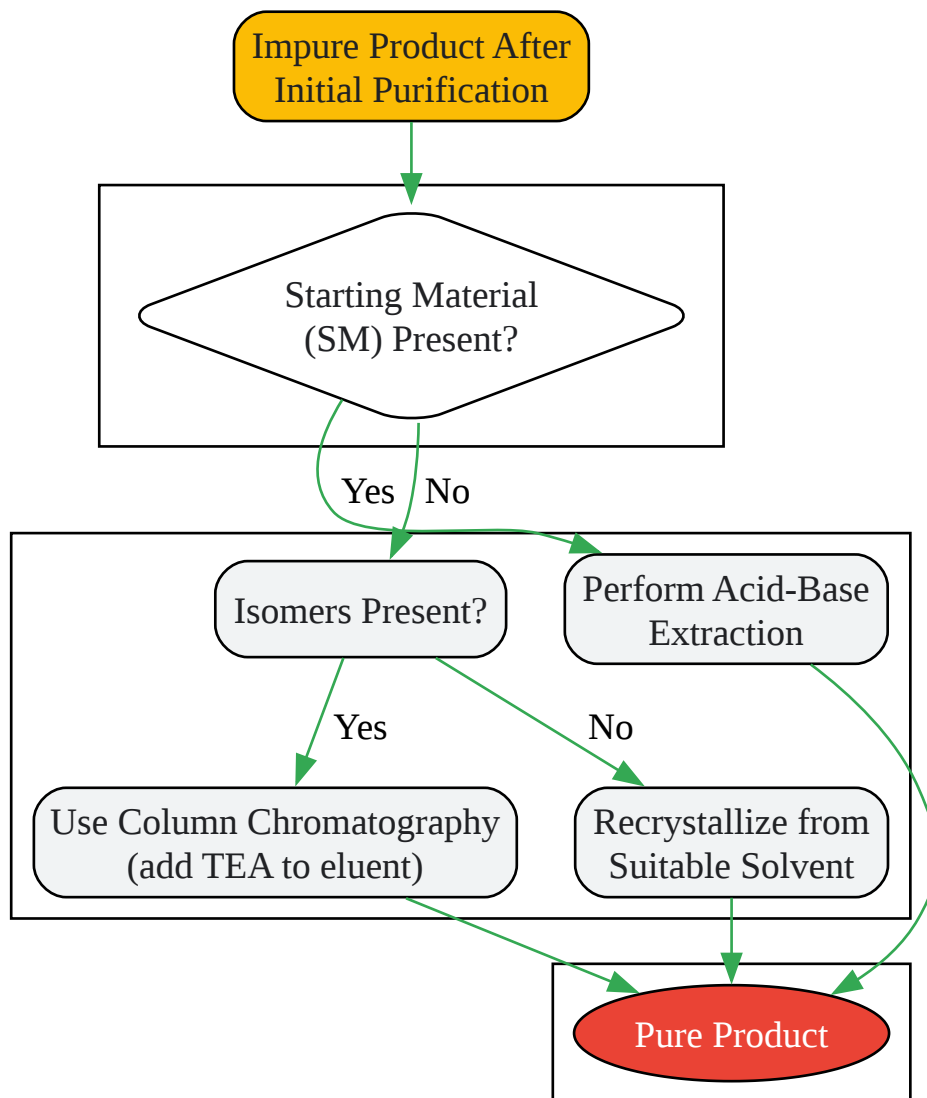 Impure Product After
Initial Purification
Starting Material
(SM) Present?
Yes
No
Isomers Present?
Perform Acid-Base
Extraction
Yes
No
Use Column Chromatography
(add TEA to eluent)
Recrystallize from
Suitable Solvent
Pure Product